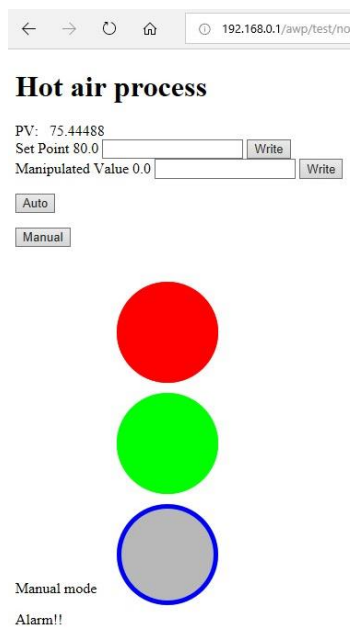 192.168.0.1/awp/test/no
Hot air process
PV: 75.44488
Set Point 80.0 Write
Manipulated Value 0.0 Write
Auto
Manual
Manual mode
Alarm!!